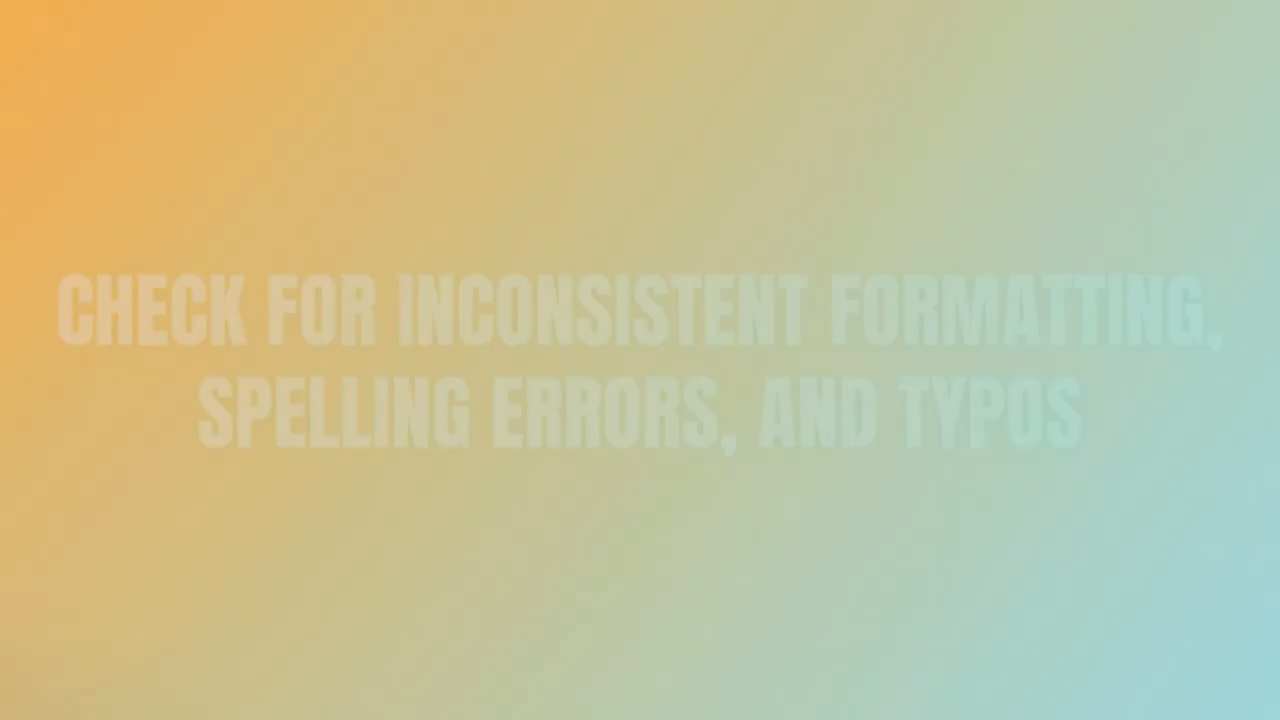 CHECK FOR INCONSISTENT FORMATTING,
SPELLING ERRORS, AND TYPOS